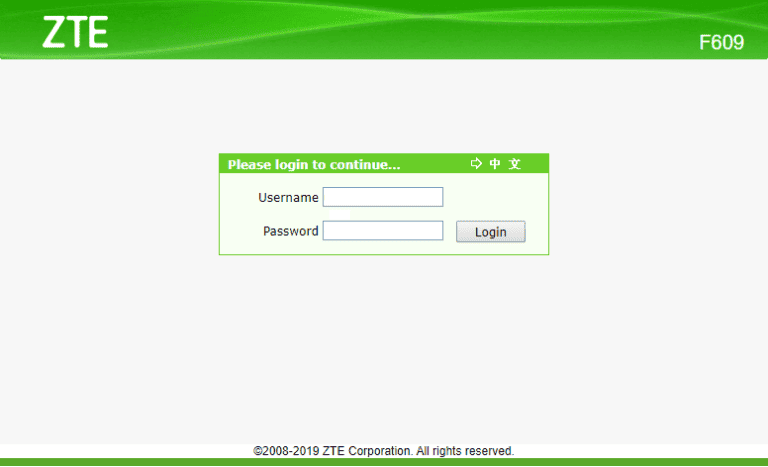 ZTE
F609
Please login to continue... ⇨ 中 文
Username
Password Login
©2008-2019 ZTE Corporation. All rights reserved.